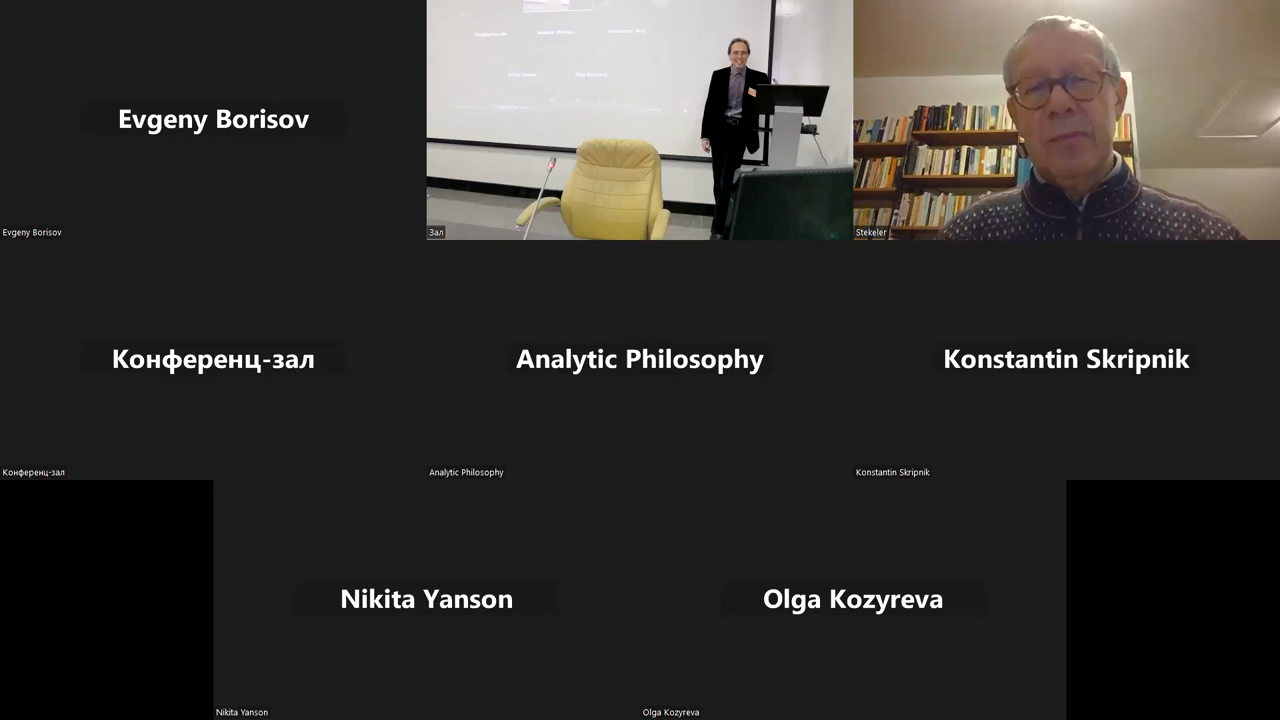 Evgeny Borisov
Evgeny Borisov
Зал
Stekeler
Конференц-зал
Analytic Philosophy
Konstantin Skripnik
Конференц-зал
Analytic Philosophy
Konstantin Skripnik
Nikita Yanson
Olga Kozyreva
Nikita Yanson
Olga Kozyreva